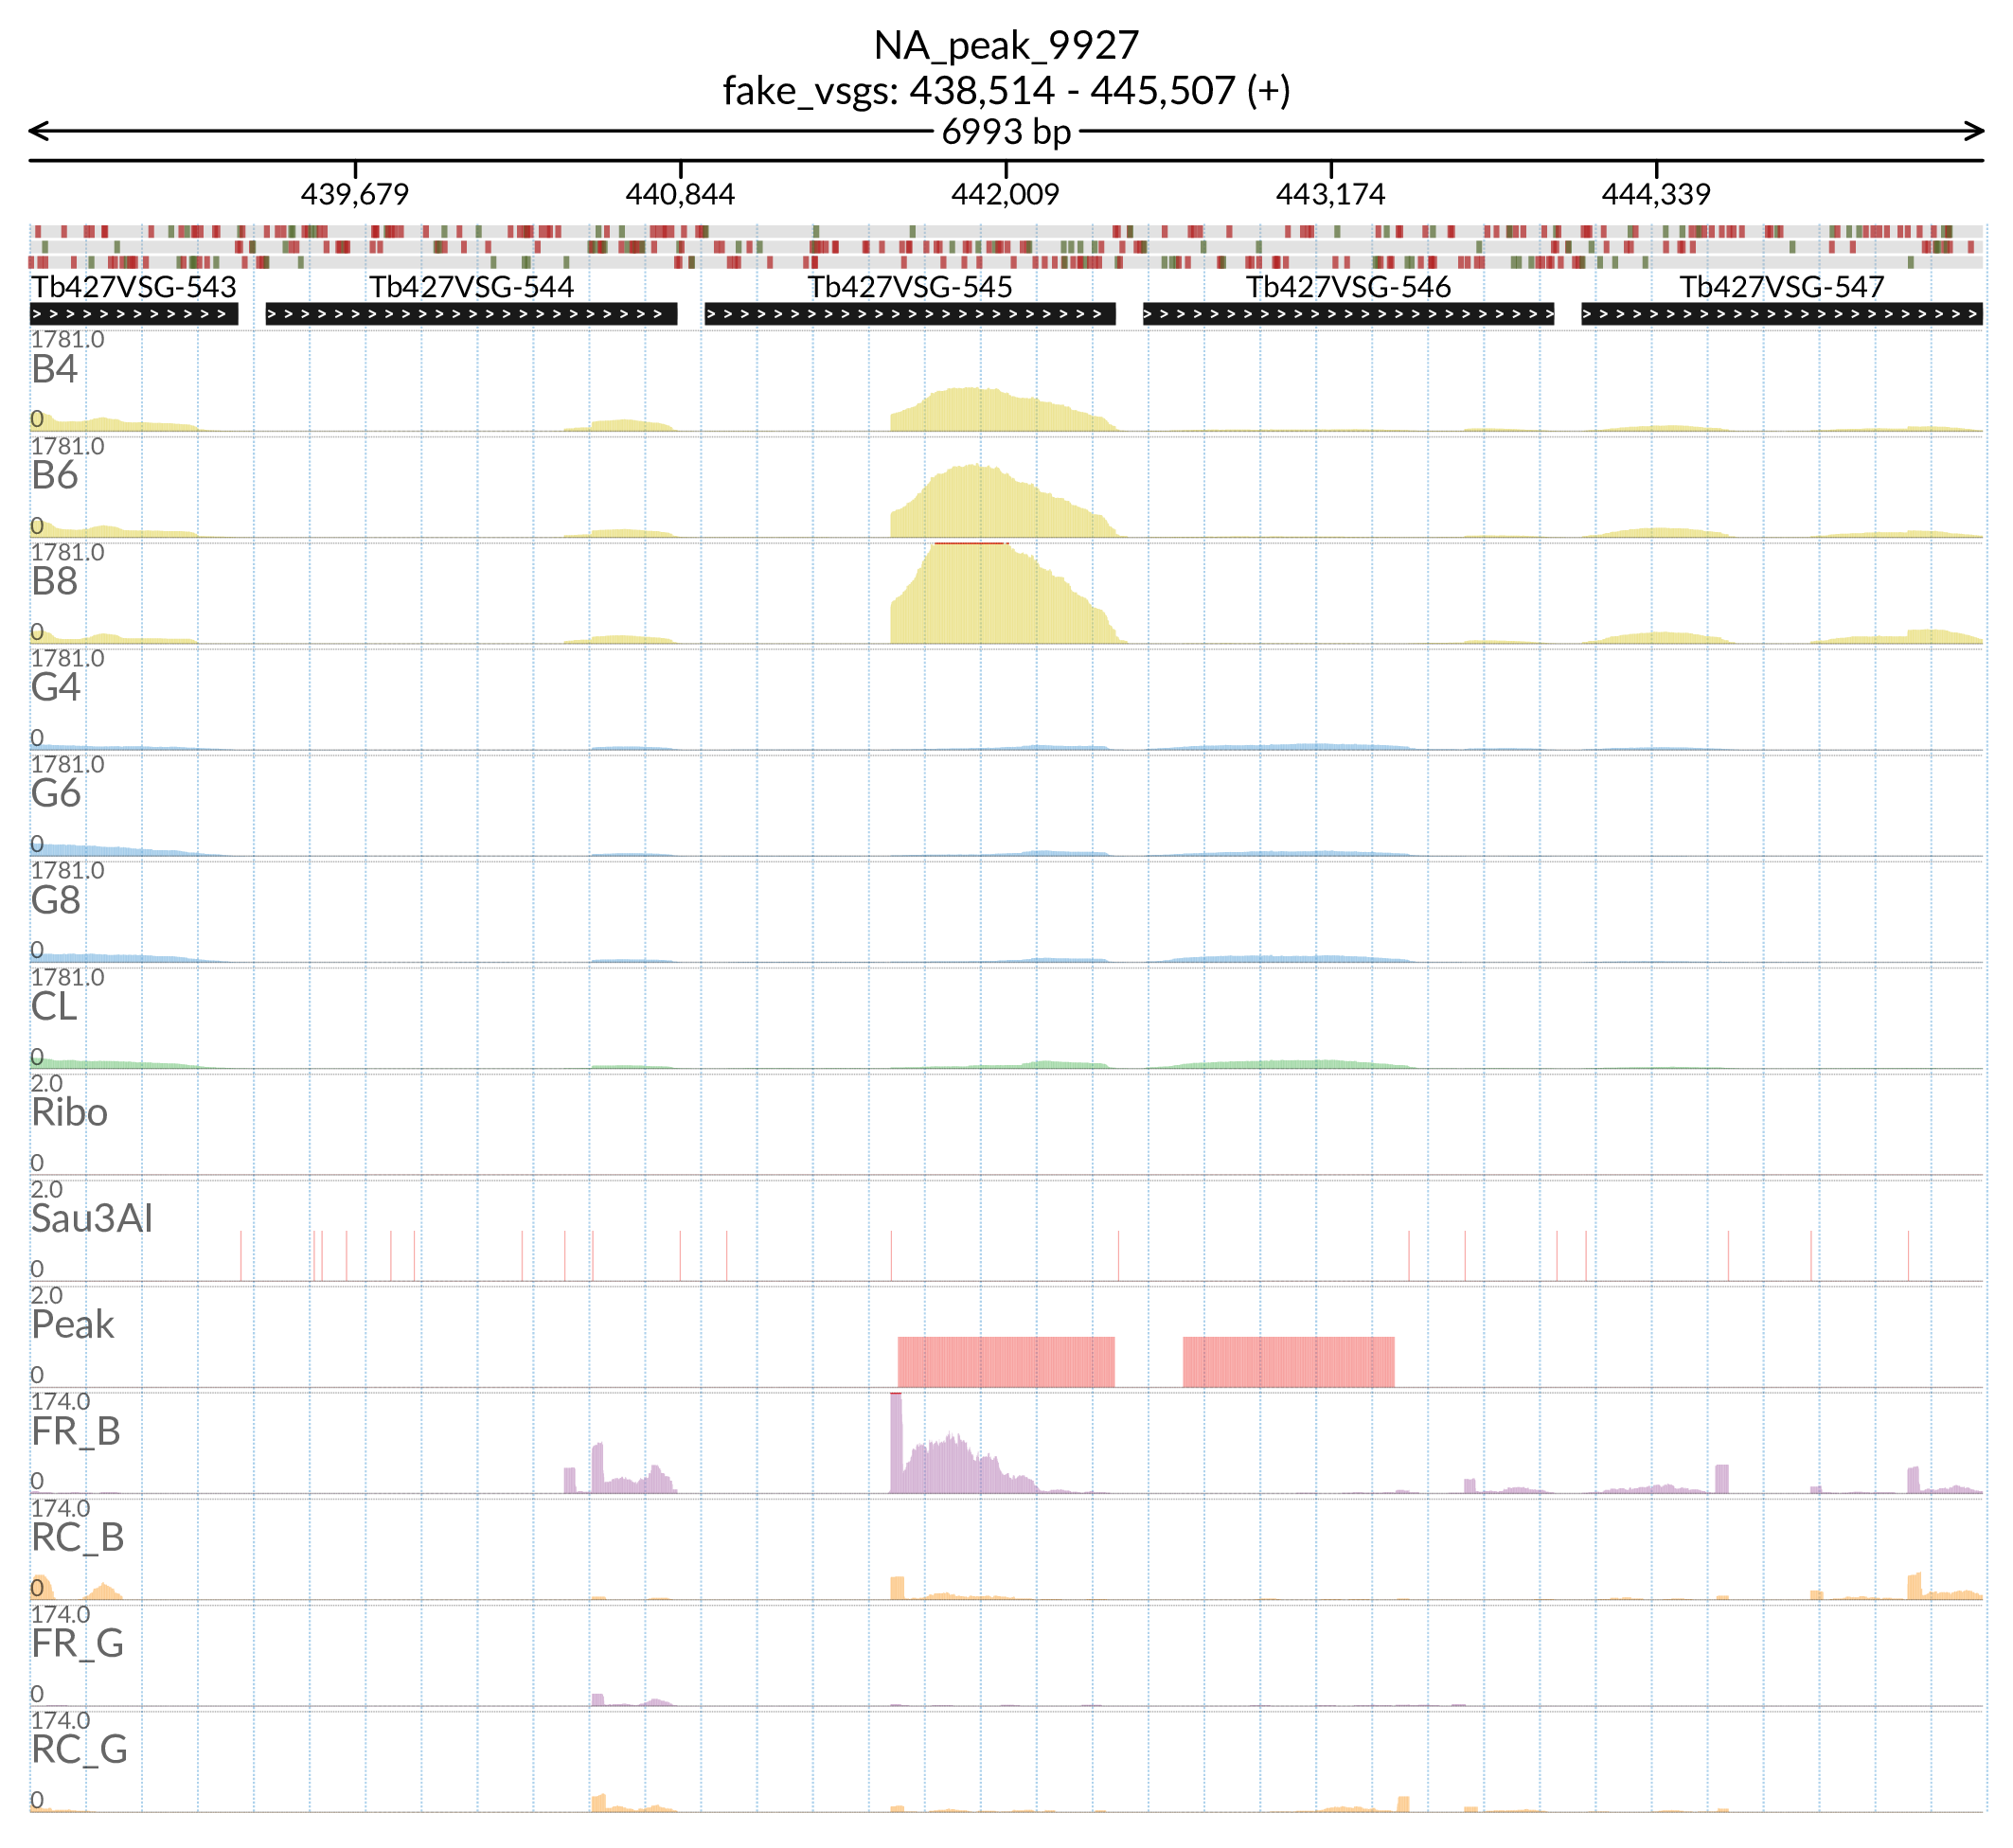 NA_peak_9927
fake_vsgs: 438,514 - 445,507 (+)
6993 bp
439,679 440,844 442,009 443,174 444,339
Tb427VSG-543 Tb427VSG-544 Tb427VSG-545 Tb427VSG-546 Tb427VSG-547
1781.0
B4
0
1781.0
B6
0
1781.0
B8
0
1781.0
G4
0
1781.0
G6
0
1781.0
G8
0
1781.0
CL
0
2.0
Ribo
0
2.0
Sau3AI
0
2.0
Peak
0
174.0
FR_B
0
174.0
RC_B
0
174.0
FR_G
0
174.0
RC_G
0